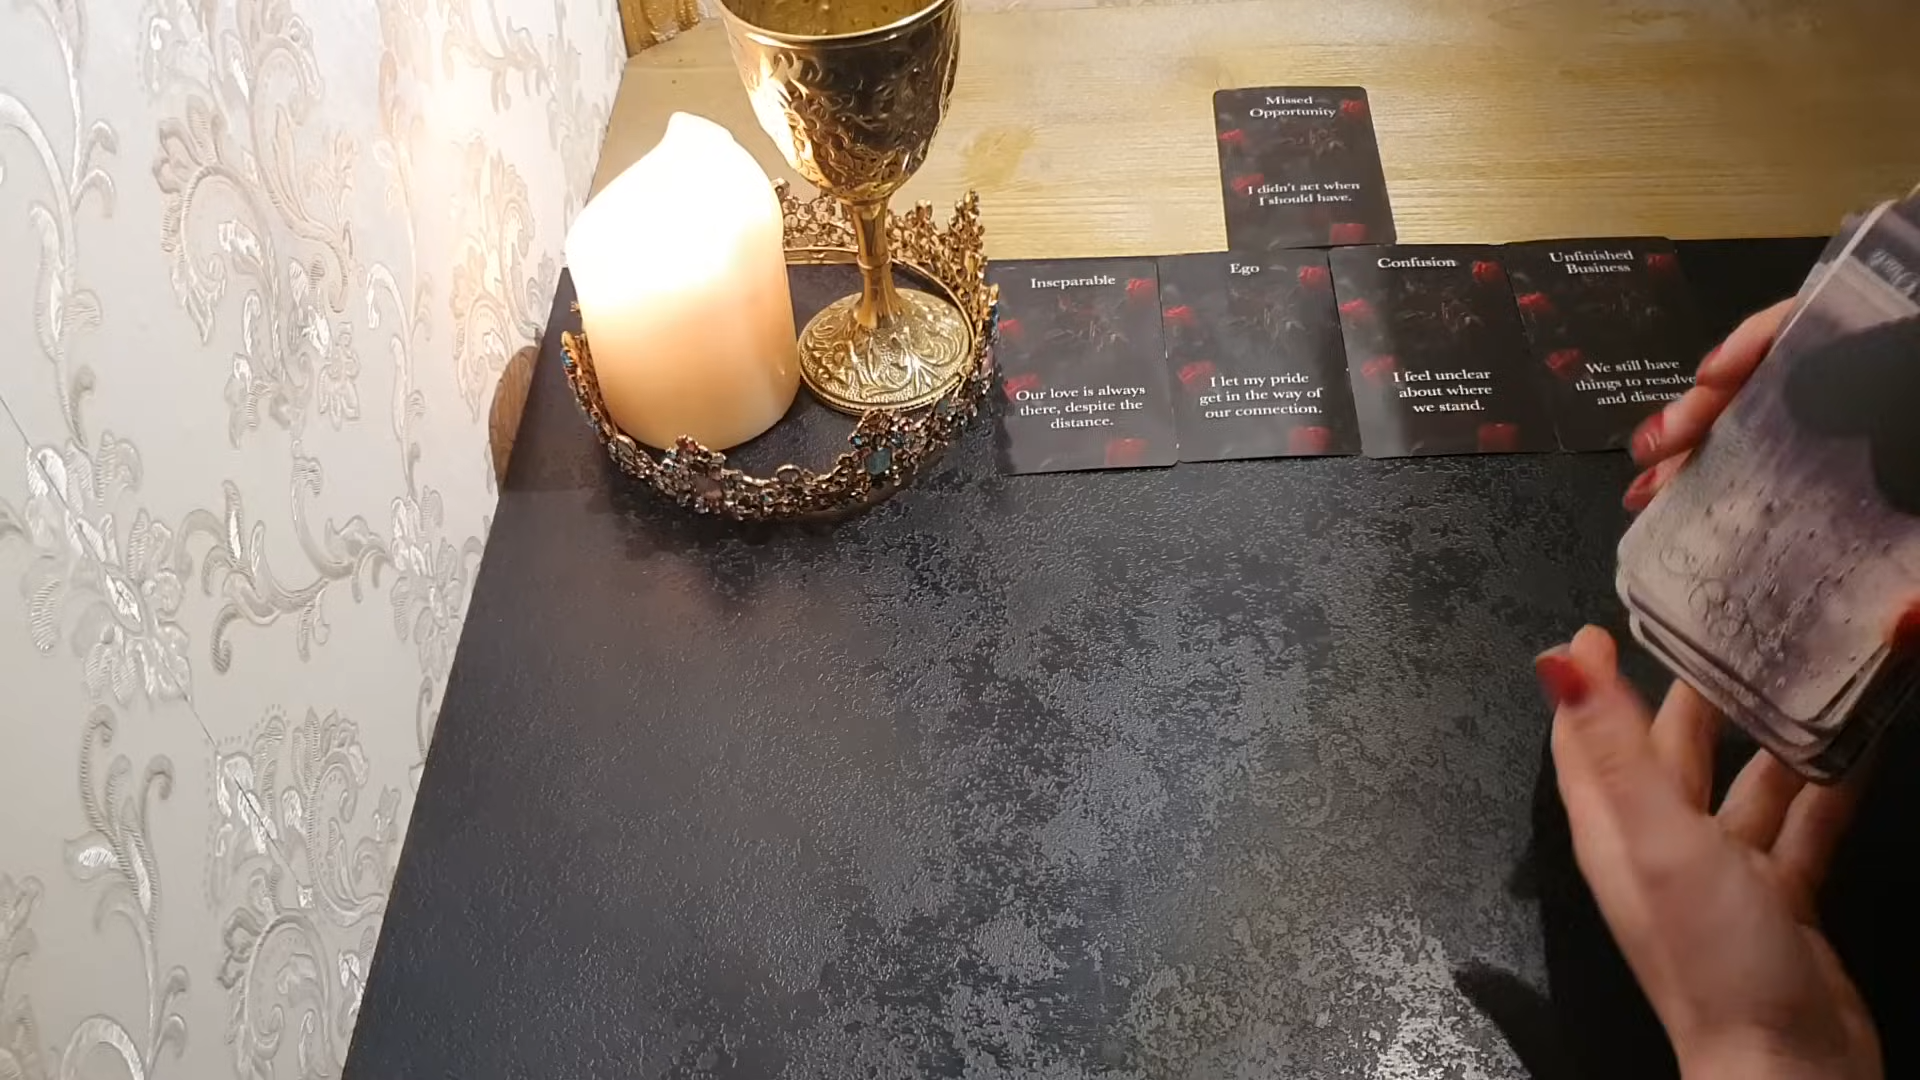 Missed
Opportunity
I didn't act when
I should have.
Inseparable
Our love is always
there, despite the
distance.
Ego
I let my pride
get in the way of
our connection.
Confusion
I feel unclear
about where
we stand.
Unfinished
Business
We still have
things to resolve
and discuss